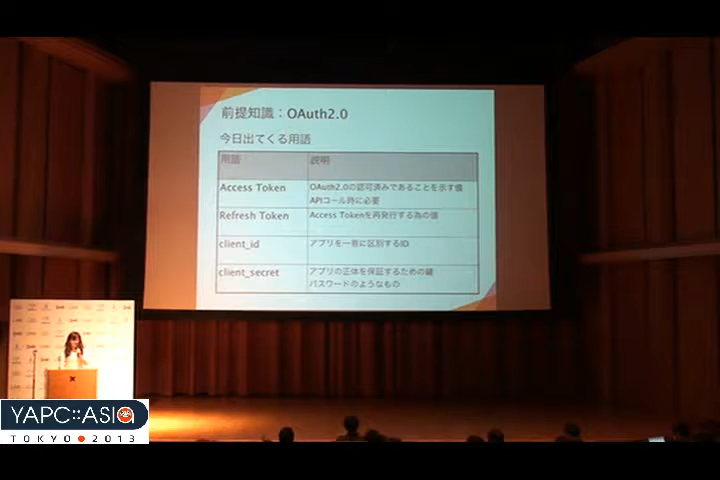 前提知識：OAuth2.0
今日出てくる用語
用語 説明
Access Token OAuth2.0の認可済みであることを示す値
APIコール時に必要
Refresh Token Access Tokenを再発行する為の値
client_id アプリを一意に区別するID
client_secret アプリの正体を保証するための鍵
パスワードのようなもの
YAPC::ASIA
TOKYO 2013